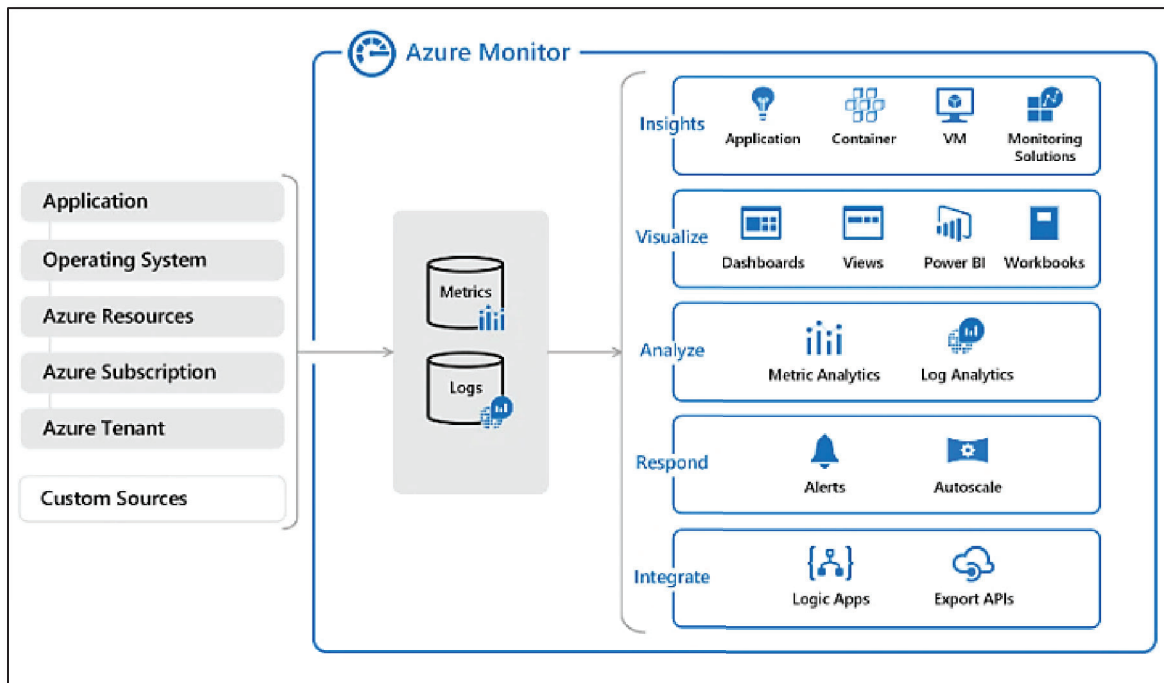 Azure Monitor
Application
Operating System
Azure Resources
Azure Subscription
Azure Tenant
Custom Sources
Metrics
Logs
Insights
Application
Container
VM
Monitoring
Solutions
Visualize
Dashboards
Views
Power BI
Workbooks
Analyze
Metric Analytics
Log Analytics
Respond
Alerts
Autoscale
Integrate
Logic Apps
Export APIs